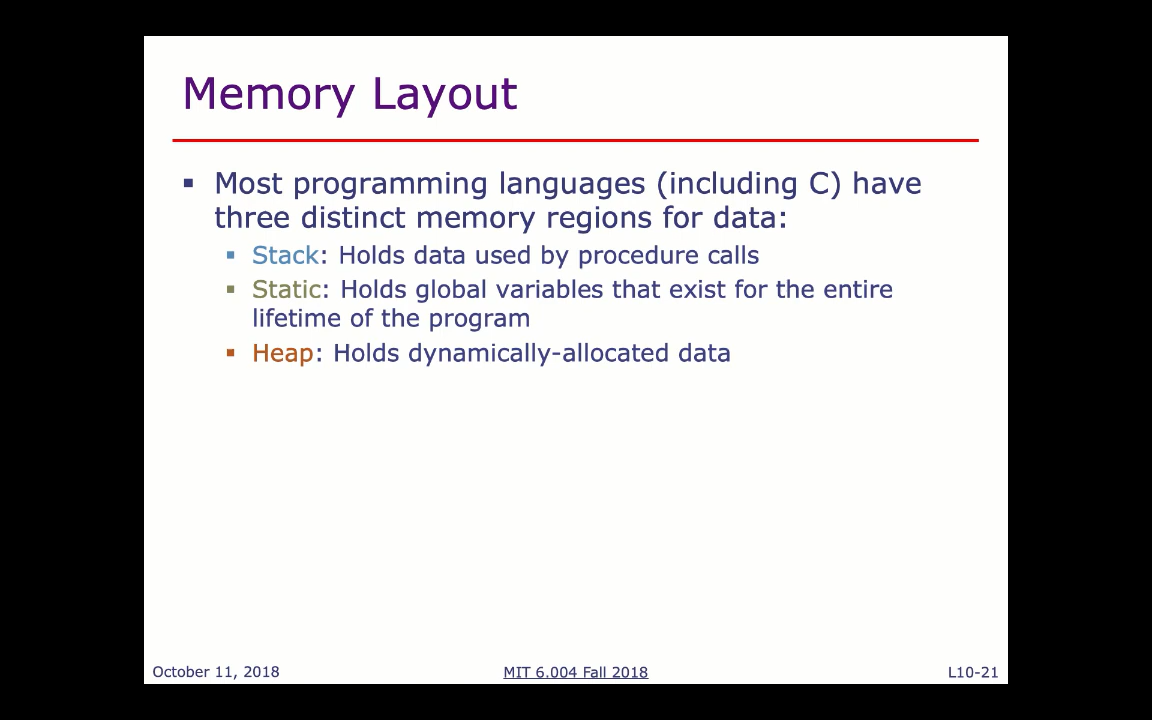 Memory Layout
▪ Most programming languages (including C) have
three distinct memory regions for data:
▪ Stack: Holds data used by procedure calls
▪ Static: Holds global variables that exist for the entire
lifetime of the program
▪ Heap: Holds dynamically-allocated data
October 11, 2018
MIT 6.004 Fall 2018
L10-21